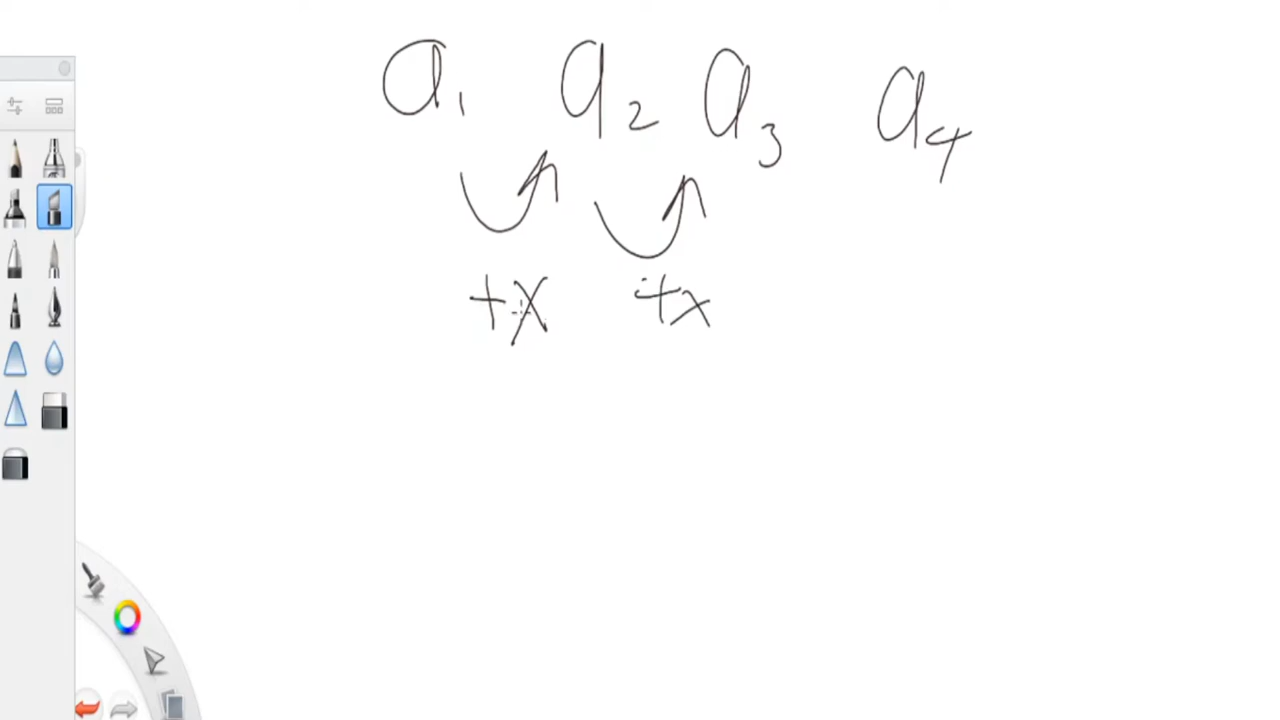 a₁ a₂ a₃ a₄
+x +x